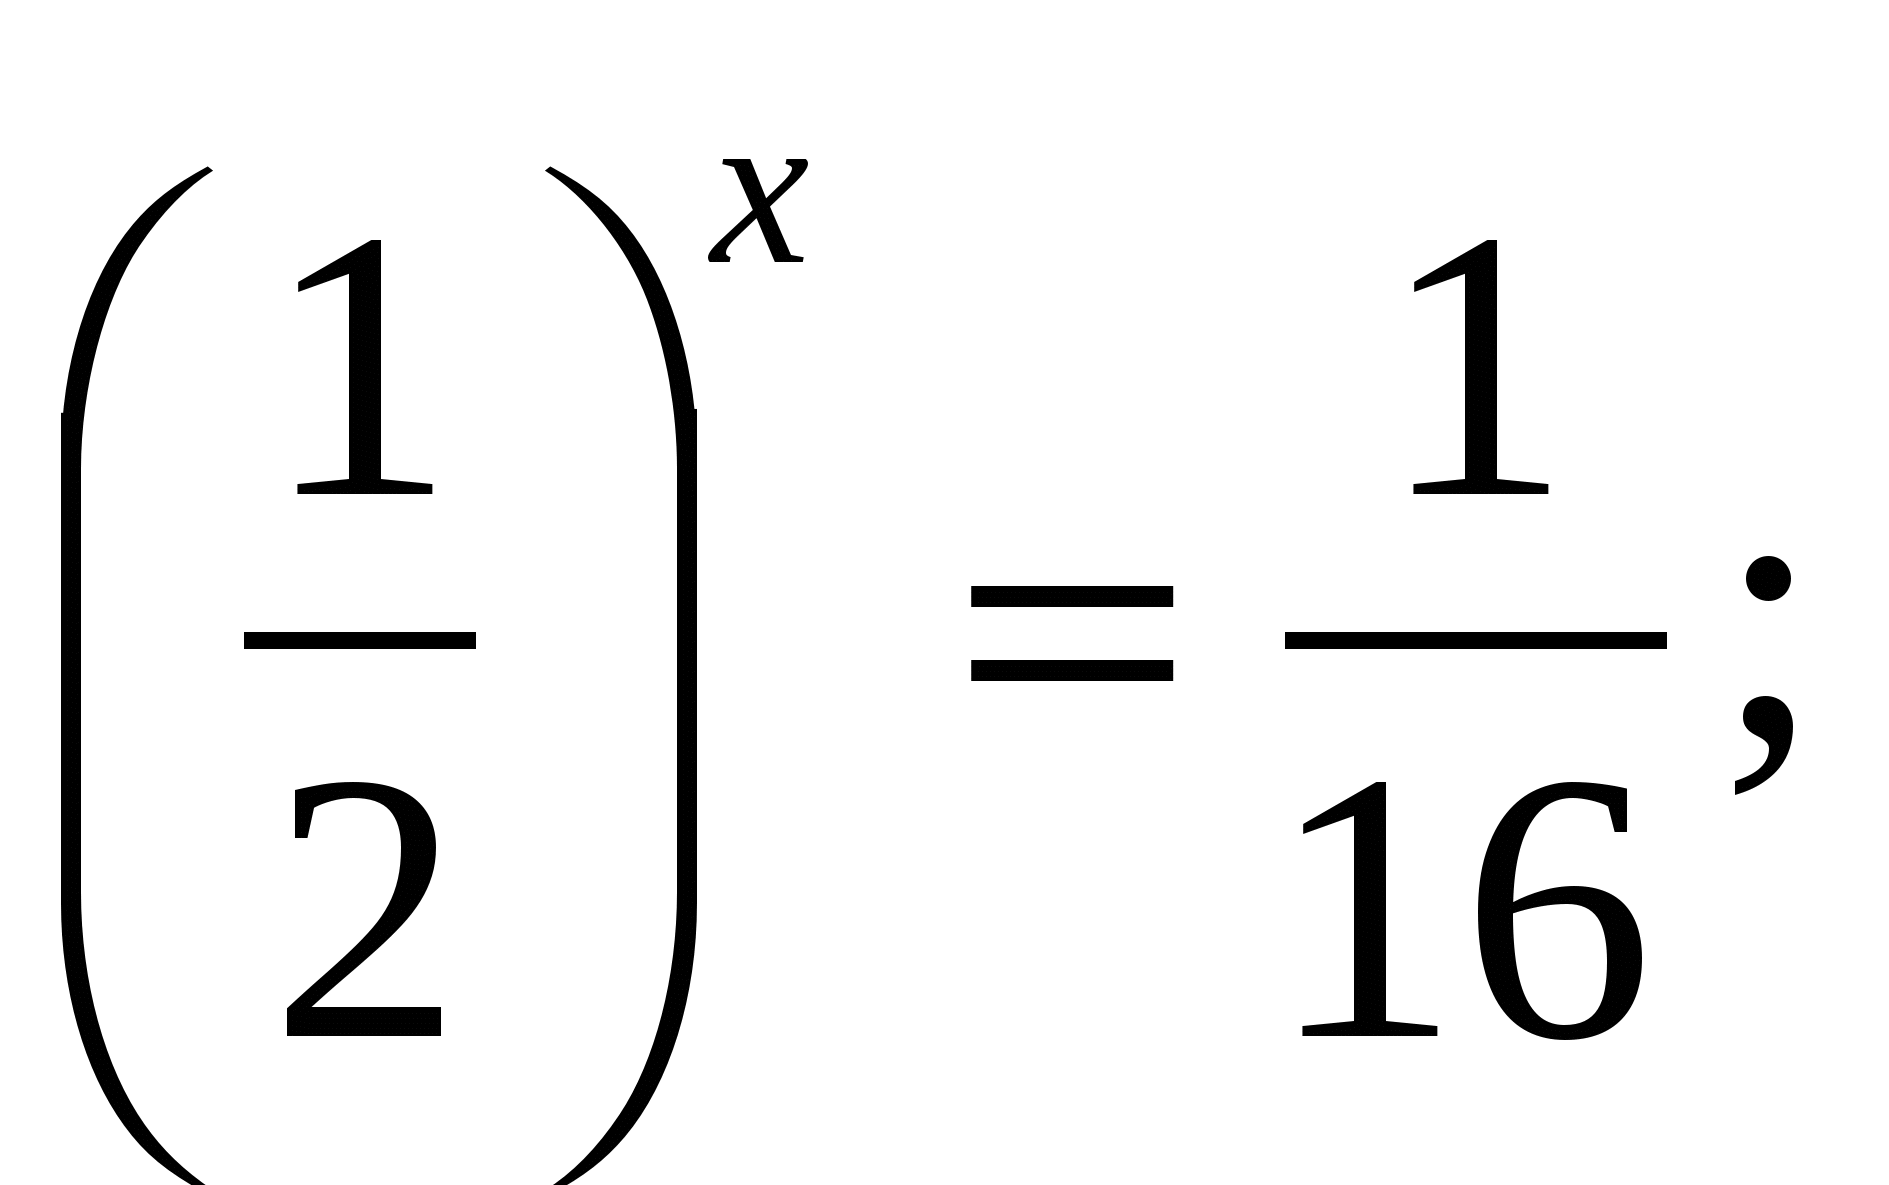 (1/2)^x = 1/16;